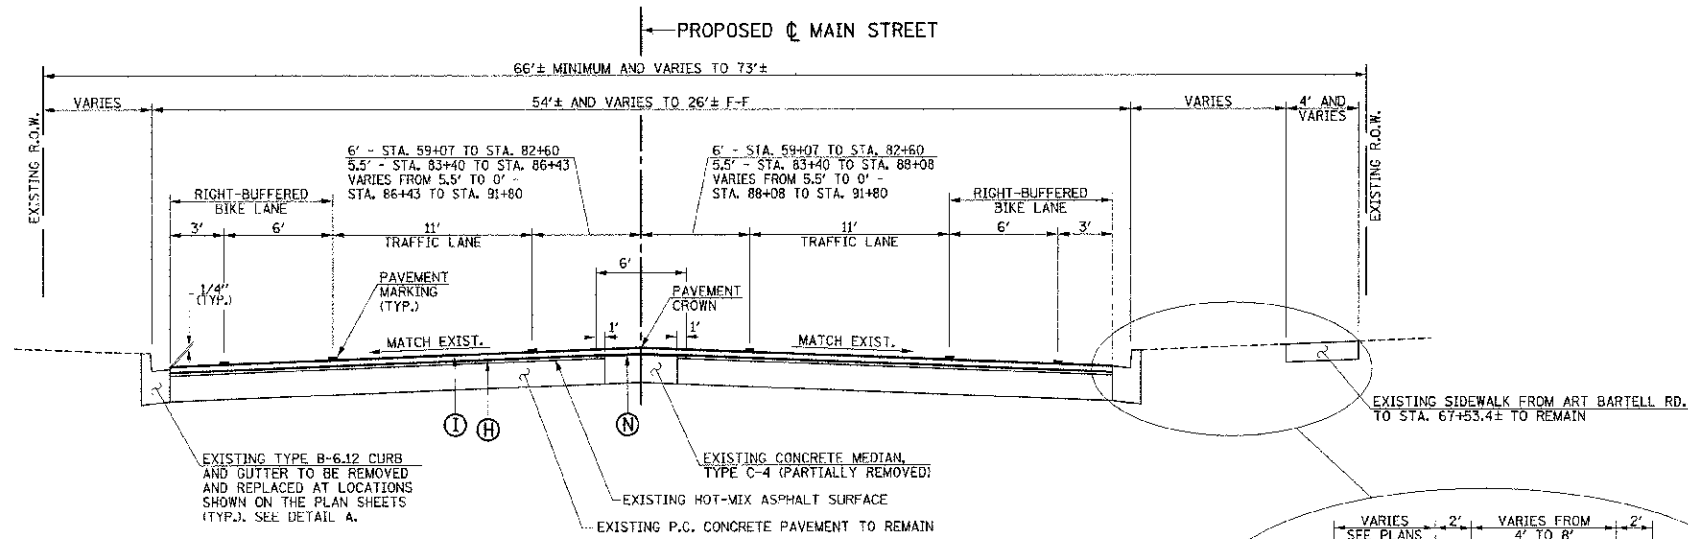 PROPOSED ℄ MAIN STREET
66'± MINIMUM AND VARIES TO 73'±
VARIES
54'± AND VARIES TO 26'± F-F
VARIES
4' AND
VARIES
EXISTING R.O.W.
EXISTING R.O.W.
6' - STA. 59+07 TO STA. 82+60
5.5' - STA. 83+40 TO STA. 86+43
VARIES FROM 5.5' TO 0' -
STA. 86+43 TO STA. 91+80
6' - STA. 59+07 TO STA. 82+60
5.5' - STA. 83+40 TO STA. 88+08
VARIES FROM 5.5' TO 0' -
STA. 88+08 TO STA. 91+80
RIGHT-BUFFERED
BIKE LANE
RIGHT-BUFFERED
BIKE LANE
3'
6'
11'
TRAFFIC LANE
11'
TRAFFIC LANE
6'
3'
6'
1/4"
(TYP.)
PAVEMENT
MARKING
(TYP.)
PAVEMENT
CROWN
1'
1'
MATCH EXIST.
MATCH EXIST.
I
H
N
EXISTING SIDEWALK FROM ART BARTELL RD.
TO STA. 67+53.4± TO REMAIN
EXISTING TYPE B-6.12 CURB
AND GUTTER TO BE REMOVED
AND REPLACED AT LOCATIONS
SHOWN ON THE PLAN SHEETS
(TYP.). SEE DETAIL A.
EXISTING CONCRETE MEDIAN,
TYPE C-4 (PARTIALLY REMOVED)
EXISTING HOT-MIX ASPHALT SURFACE
EXISTING P.C. CONCRETE PAVEMENT TO REMAIN
VARIES
SEE PLANS
2'
VARIES FROM
4' TO 8'
2'